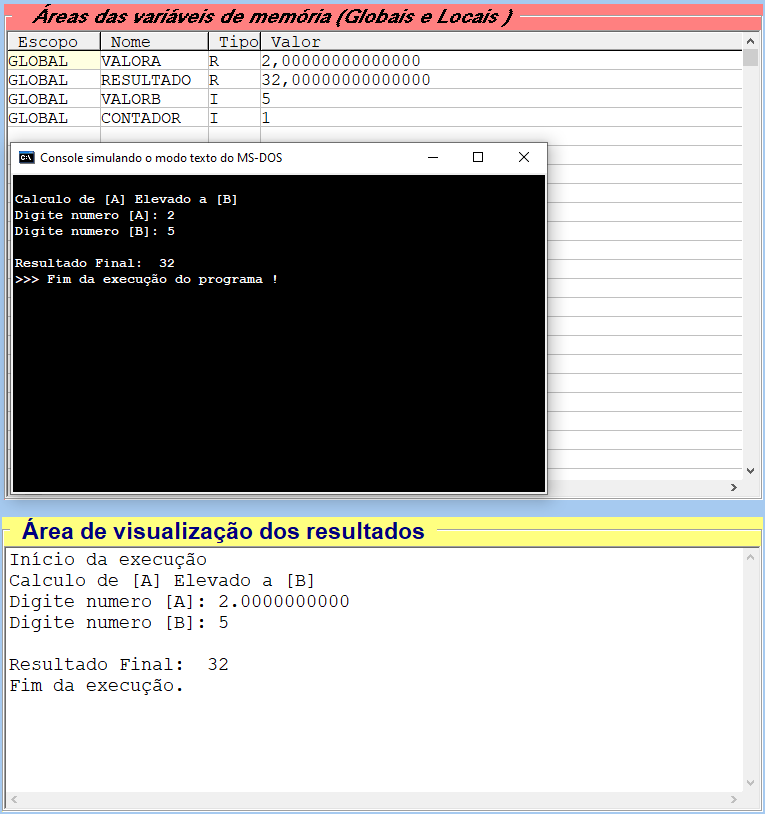 Áreas das variáveis de memória (Globais e Locais )
Escopo Nome Tipo Valor
GLOBAL VALORA R 2,00000000000000
GLOBAL RESULTADO R 32,00000000000000
GLOBAL VALORB I 5
GLOBAL CONTADOR I 1
C:\ Console simulando o modo texto do MS-DOS
Calculo de [A] Elevado a [B]
Digite numero [A]: 2
Digite numero [B]: 5
Resultado Final:  32
>>> Fim da execução do programa !
Área de visualização dos resultados
Início da execução
Calculo de [A] Elevado a [B]
Digite numero [A]: 2.0000000000
Digite numero [B]: 5
Resultado Final:  32
Fim da execução.